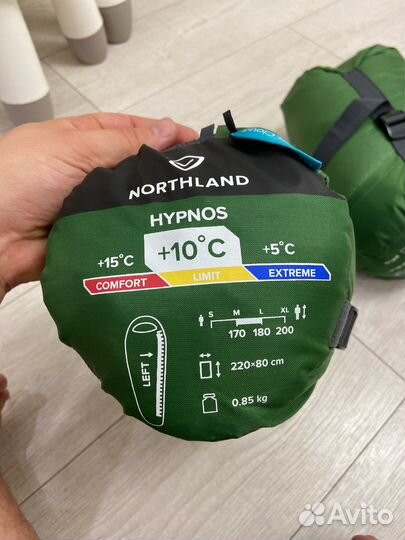 Cloud
NORTHLAND
HYPNOS
+15°C +10°C +5°C
COMFORT LIMIT EXTREME
S M L XL
170 180 200
LEFT
220×80 cm
0.85 kg
Avito